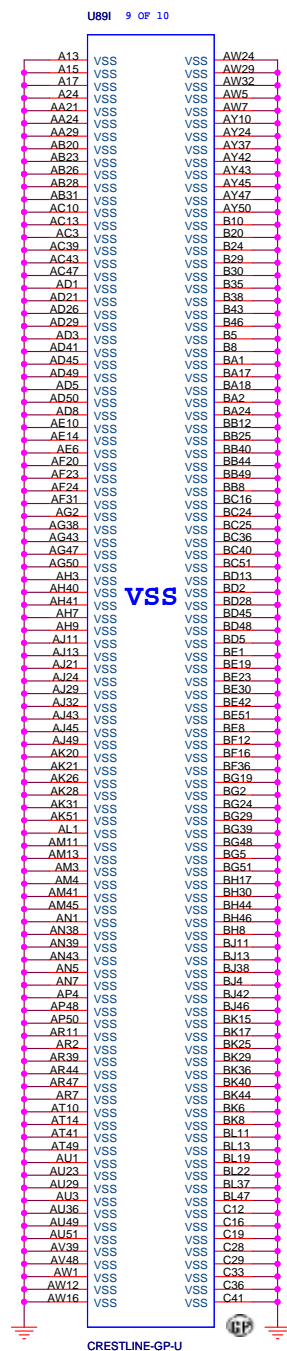 U89I 9 OF 10
A13 VSS VSS AW24
A15 VSS VSS AW29
A17 VSS VSS AW32
A24 VSS VSS AW5
AA21 VSS VSS AW7
AA24 VSS VSS AY10
AA29 VSS VSS AY24
AB20 VSS VSS AY37
AB23 VSS VSS AY42
AB26 VSS VSS AY43
AB28 VSS VSS AY45
AB31 VSS VSS AY47
AC10 VSS VSS AY50
AC13 VSS VSS B10
AC3 VSS VSS B20
AC39 VSS VSS B24
AC43 VSS VSS B29
AC47 VSS VSS B30
AD1 VSS VSS B35
AD21 VSS VSS B38
AD26 VSS VSS B43
AD29 VSS VSS B46
AD3 VSS VSS B5
AD41 VSS VSS B8
AD45 VSS VSS BA1
AD49 VSS VSS BA17
AD5 VSS VSS BA18
AD50 VSS VSS BA2
AD8 VSS VSS BA24
AE10 VSS VSS BB12
AE14 VSS VSS BB25
AE6 VSS VSS BB40
AF20 VSS VSS BB44
AF23 VSS VSS BB49
AF24 VSS VSS BB8
AF31 VSS VSS BC16
AG2 VSS VSS BC24
AG38 VSS VSS BC25
AG43 VSS VSS BC36
AG47 VSS VSS BC40
AG50 VSS VSS BC51
AH3 VSS VSS BD13
AH40 VSS VSS BD2
VSS
AH41 VSS VSS BD28
AH7 VSS VSS BD45
AH9 VSS VSS BD48
AJ11 VSS VSS BD5
AJ13 VSS VSS BE1
AJ21 VSS VSS BE19
AJ24 VSS VSS BE23
AJ29 VSS VSS BE30
AJ32 VSS VSS BE42
AJ43 VSS VSS BE51
AJ45 VSS VSS BE8
AJ49 VSS VSS BF12
AK20 VSS VSS BF16
AK21 VSS VSS BF36
AK26 VSS VSS BG19
AK28 VSS VSS BG2
AK31 VSS VSS BG24
AK51 VSS VSS BG29
AL1 VSS VSS BG39
AM11 VSS VSS BG48
AM13 VSS VSS BG5
AM3 VSS VSS BG51
AM4 VSS VSS BH17
AM41 VSS VSS BH30
AM45 VSS VSS BH44
AN1 VSS VSS BH46
AN38 VSS VSS BH8
AN39 VSS VSS BJ11
AN43 VSS VSS BJ13
AN5 VSS VSS BJ38
AN7 VSS VSS BJ4
AP4 VSS VSS BJ42
AP48 VSS VSS BJ46
AP50 VSS VSS BK15
AR11 VSS VSS BK17
AR2 VSS VSS BK25
AR39 VSS VSS BK29
AR44 VSS VSS BK36
AR47 VSS VSS BK40
AR7 VSS VSS BK44
AT10 VSS VSS BK6
AT14 VSS VSS BK8
AT41 VSS VSS BL11
AT49 VSS VSS BL13
AU1 VSS VSS BL19
AU23 VSS VSS BL22
AU29 VSS VSS BL37
AU3 VSS VSS BL47
AU36 VSS VSS C12
AU49 VSS VSS C16
AU51 VSS VSS C19
AV39 VSS VSS C28
AV48 VSS VSS C29
AW1 VSS VSS C33
AW12 VSS VSS C36
AW16 VSS VSS C41
GP
CRESTLINE-GP-U